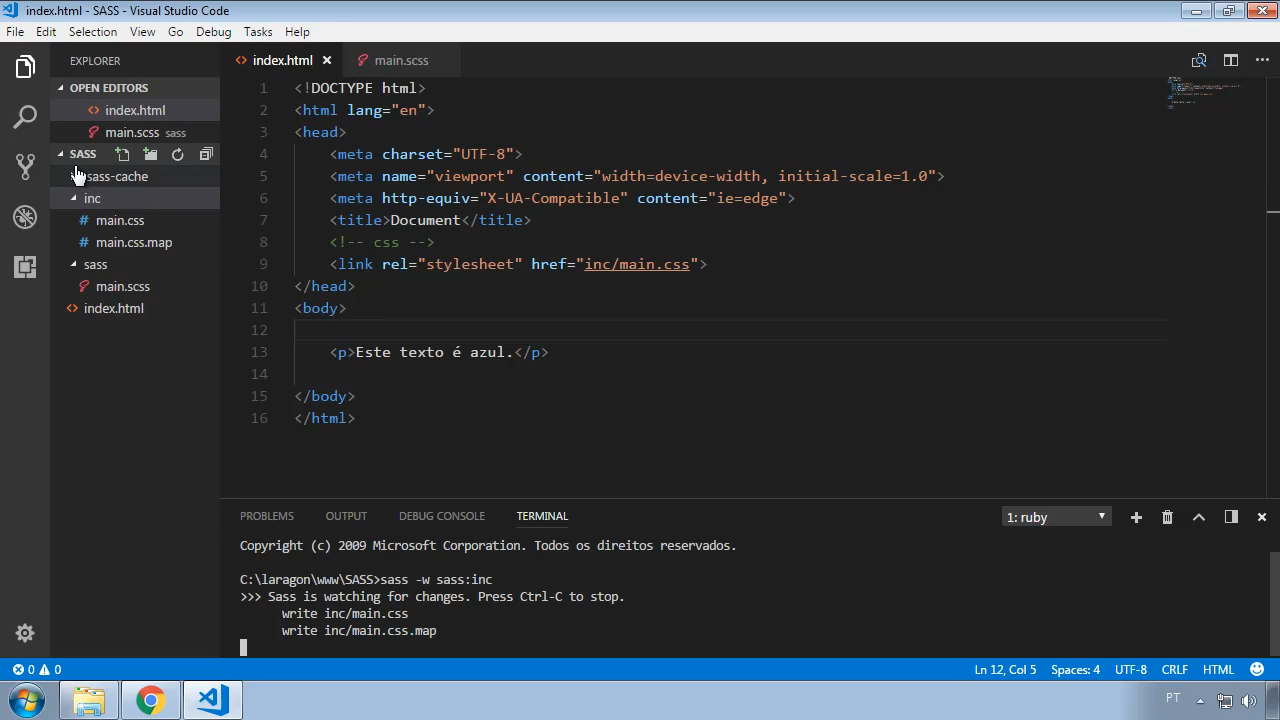 index.html - SASS - Visual Studio Code
File Edit Selection View Go Debug Tasks Help
EXPLORER
OPEN EDITORS
index.html
main.scss sass
SASS
sass-cache
inc
main.css
main.css.map
sass
main.scss
index.html
index.html main.scss
1 <!DOCTYPE html>
2 <html lang="en">
3 <head>
4 <meta charset="UTF-8">
5 <meta name="viewport" content="width=device-width, initial-scale=1.0">
6 <meta http-equiv="X-UA-Compatible" content="ie=edge">
7 <title>Document</title>
8 <!-- css -->
9 <link rel="stylesheet" href="inc/main.css">
10 </head>
11 <body>
12
13 <p>Este texto é azul.</p>
14
15 </body>
16 </html>
PROBLEMS OUTPUT DEBUG CONSOLE TERMINAL 1: ruby
Copyright (c) 2009 Microsoft Corporation. Todos os direitos reservados.
C:\laragon\www\SASS>sass -w sass:inc
>>> Sass is watching for changes. Press Ctrl-C to stop.
write inc/main.css
write inc/main.css.map
0 0 Ln 12, Col 5 Spaces: 4 UTF-8 CRLF HTML
PT